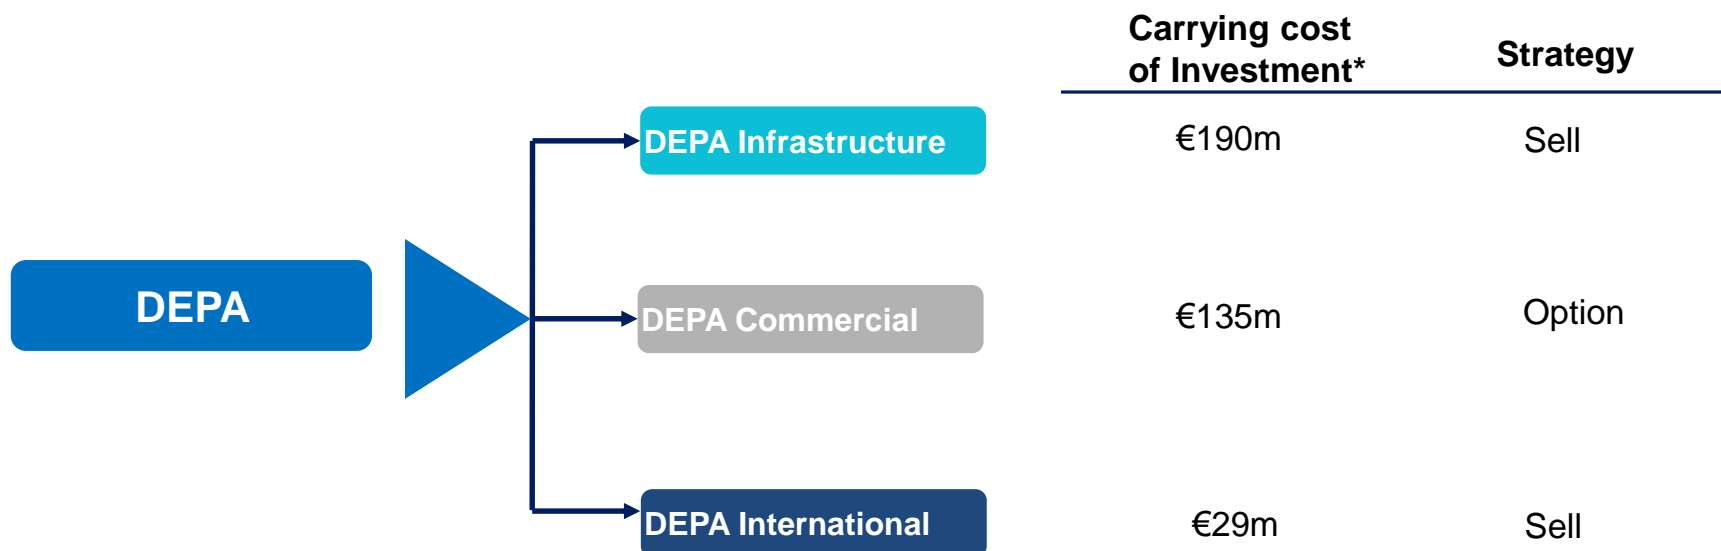 Carrying cost
of Investment*
Strategy
DEPA Infrastructure
€190m
Sell
DEPA
DEPA Commercial
€135m
Option
DEPA International
€29m
Sell